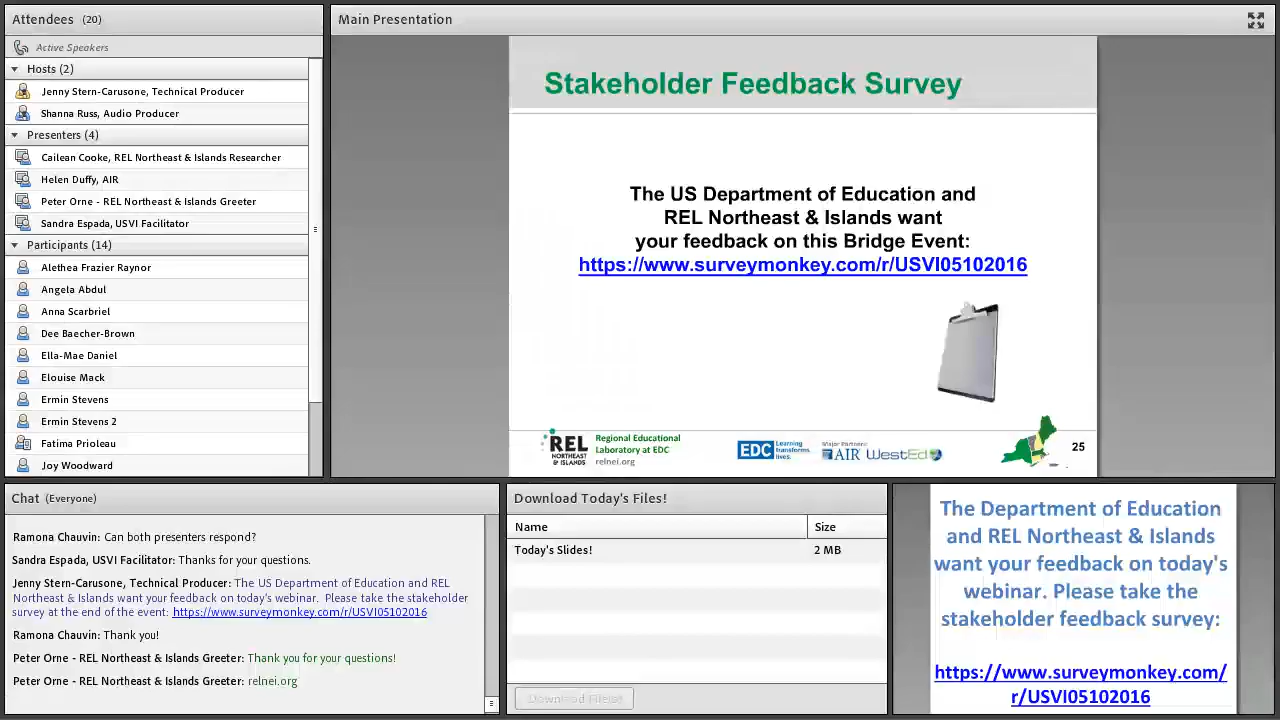 Attendees (20)
Active Speakers
Hosts (2)
Jenny Stern-Carusone, Technical Producer
Shanna Russ, Audio Producer
Presenters (4)
Cailean Cooke, REL Northeast & Islands Researcher
Helen Duffy, AIR
Peter Orne - REL Northeast & Islands Greeter
Sandra Espada, USVI Facilitator
Participants (14)
Alethea Frazier Raynor
Angela Abdul
Anna Scarbriel
Dee Baecher-Brown
Ella-Mae Daniel
Elouise Mack
Ermin Stevens
Ermin Stevens 2
Fatima Prioleau
Joy Woodward
Main Presentation
Stakeholder Feedback Survey
The US Department of Education and
REL Northeast & Islands want
your feedback on this Bridge Event:
https://www.surveymonkey.com/r/USVI05102016
REL
NORTHEAST
& ISLANDS
Regional Educational
Laboratory at EDC
relnei.org
EDC
Learning
transforms
lives.
Major Partners:
AIR WestEd
25
Chat (Everyone)
Ramona Chauvin: Can both presenters respond?
Sandra Espada, USVI Facilitator: Thanks for your questions.
Jenny Stern-Carusone, Technical Producer: The US Department of Education and REL
Northeast & Islands want your feedback on today's webinar. Please take the stakeholder
survey at the end of the event: https://www.surveymonkey.com/r/USVI05102016
Ramona Chauvin: Thank you!
Peter Orne - REL Northeast & Islands Greeter: Thank you for your questions!
Peter Orne - REL Northeast & Islands Greeter: relnei.org
Download Today's Files!
Name Size
Today's Slides! 2 MB
Download File(s)
The Department of Education
and REL Northeast & Islands
want your feedback on today's
webinar. Please take the
stakeholder feedback survey:
https://www.surveymonkey.com/
r/USVI05102016